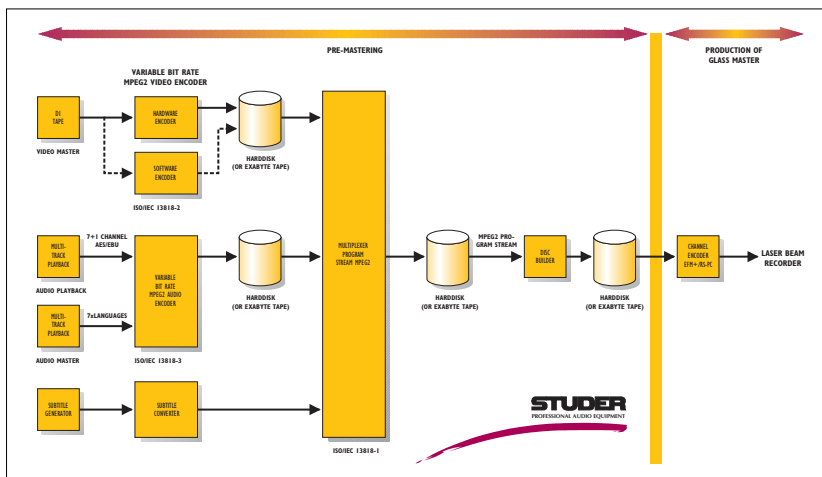 PRE-MASTERING
PRODUCTION OF
GLASS MASTER
VARIABLE BIT RATE
MPEG2 VIDEO ENCODER
D1
TAPE
VIDEO MASTER
HARDWARE
ENCODER
SOFTWARE
ENCODER
ISO/IEC 13818-2
HARDDISK
(OR EXABYTE TAPE)
MULTI-
TRACK
PLAYBACK
AUDIO PLAYBACK
7+1 CHANNEL
AES/EBU
MULTI-
TRACK
PLAYBACK
AUDIO MASTER
7xLANGUAGES
VARIABLE
BIT RATE
MPEG2 AUDIO
ENCODER
ISO/IEC 13818-3
HARDDISK
(OR EXABYTE TAPE)
SUBTITLE
GENERATOR
SUBTITLE
CONVERTER
MULTIPLEXER
PROGRAM
STREAM MPEG2
ISO/IEC 13818-1
HARDDISK
(OR EXABYTE TAPE)
MPEG2 PRO-
GRAM STREAM
DISC
BUILDER
HARDDISK
(OR EXABYTE TAPE)
CHANNEL
ENCODER
EFM+/RS-PC
LASER BEAM
RECORDER
STUDER
PROFESSIONAL AUDIO EQUIPMENT